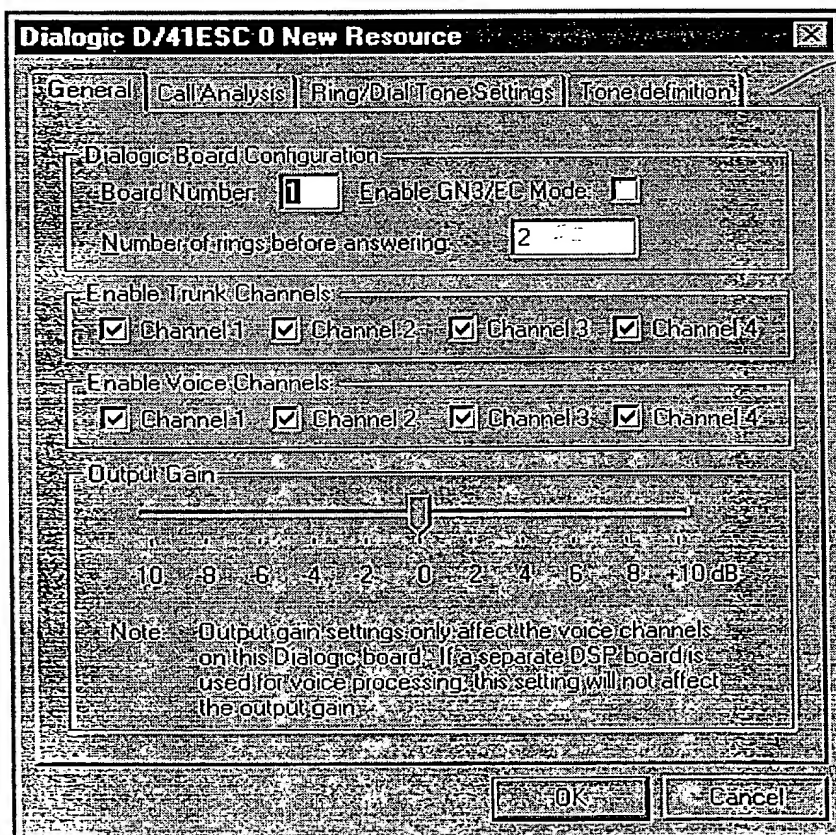 Dialogic D/41ESC 0 New Resource
General Call Analysis Ring/Dial Tone Settings Tone definition
Dialogic Board Configuration
Board Number: 1 Enable GN3/EC Mode:
Number of rings before answering: 2
Enable Trunk Channels:
Channel 1 Channel 2 Channel 3 Channel 4
Enable Voice Channels:
Channel 1 Channel 2 Channel 3 Channel 4
Output Gain
10 8 6 4 2 0 2 4 6 8 +10 dB
Note: Output gain settings only affect the voice channels
on this Dialogic board. If a separate DSP board is
used for voice processing, this setting will not affect
the output gain.
OK Cancel